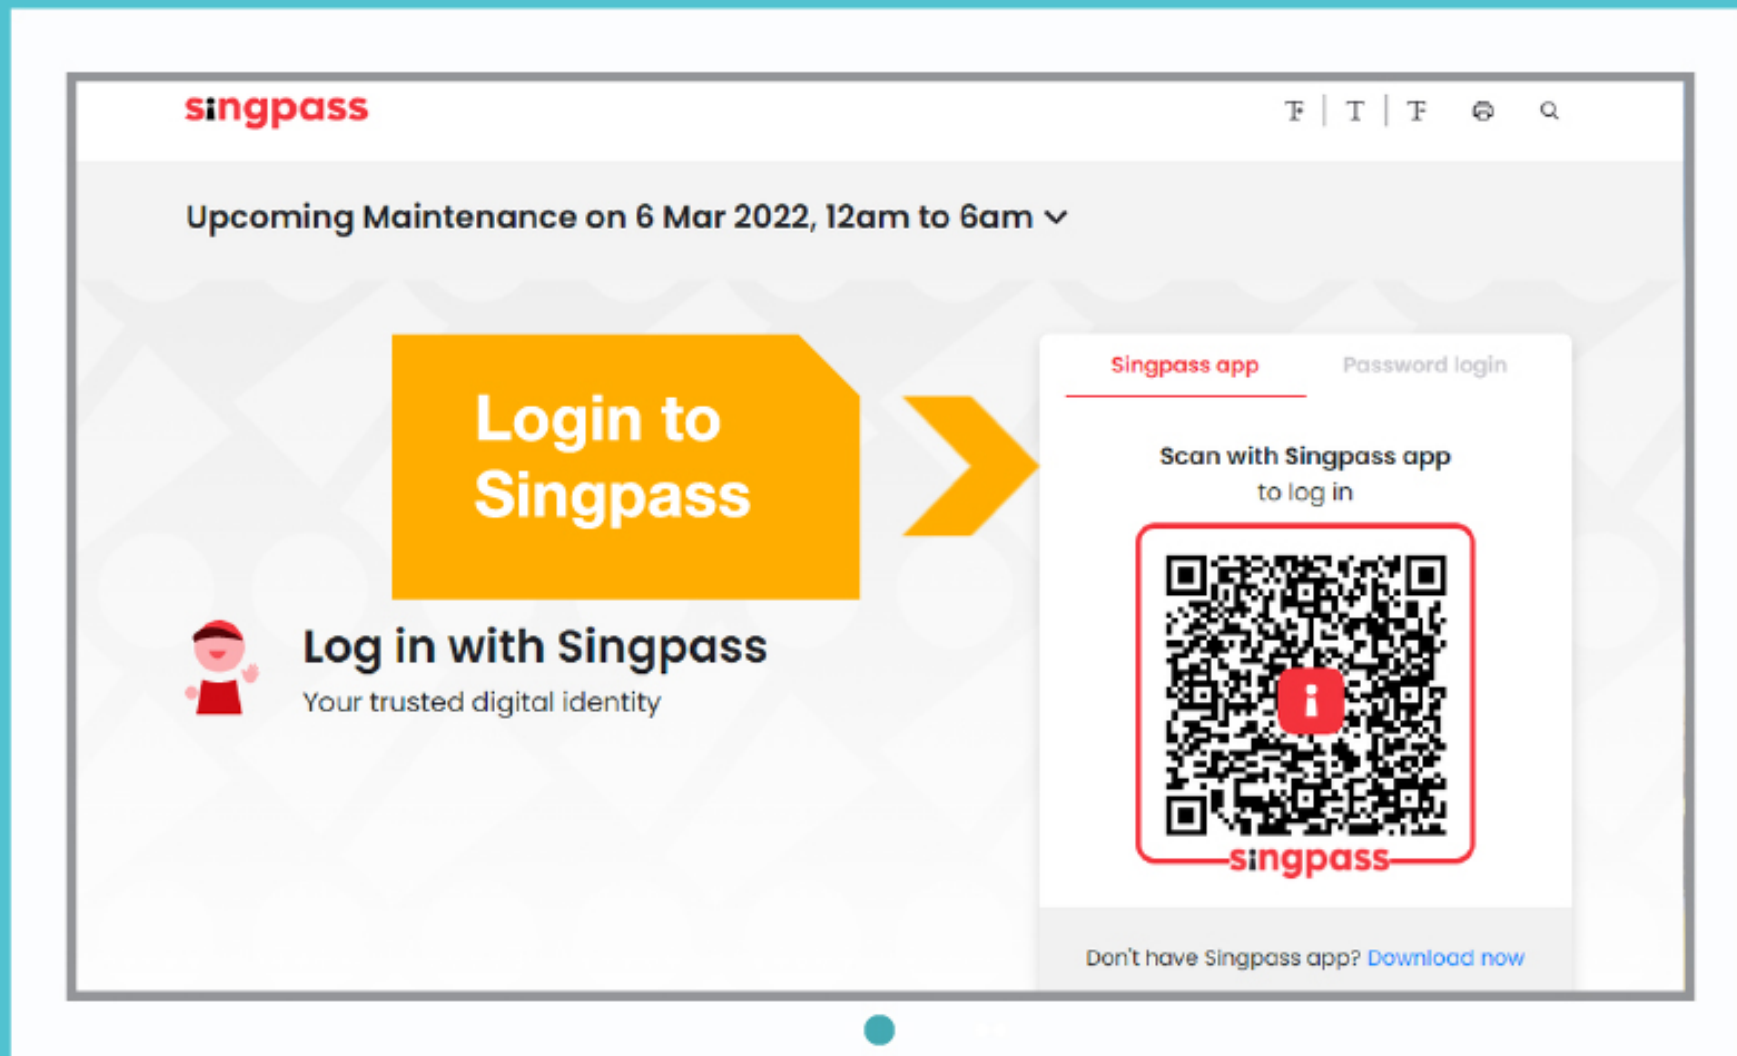 singpass
Upcoming Maintenance on 6 Mar 2022, 12am to 6am
Login to
Singpass
Log in with Singpass
Your trusted digital identity
Singpass app
Password login
Scan with Singpass app
to log in
singpass
Don't have Singpass app? Download now